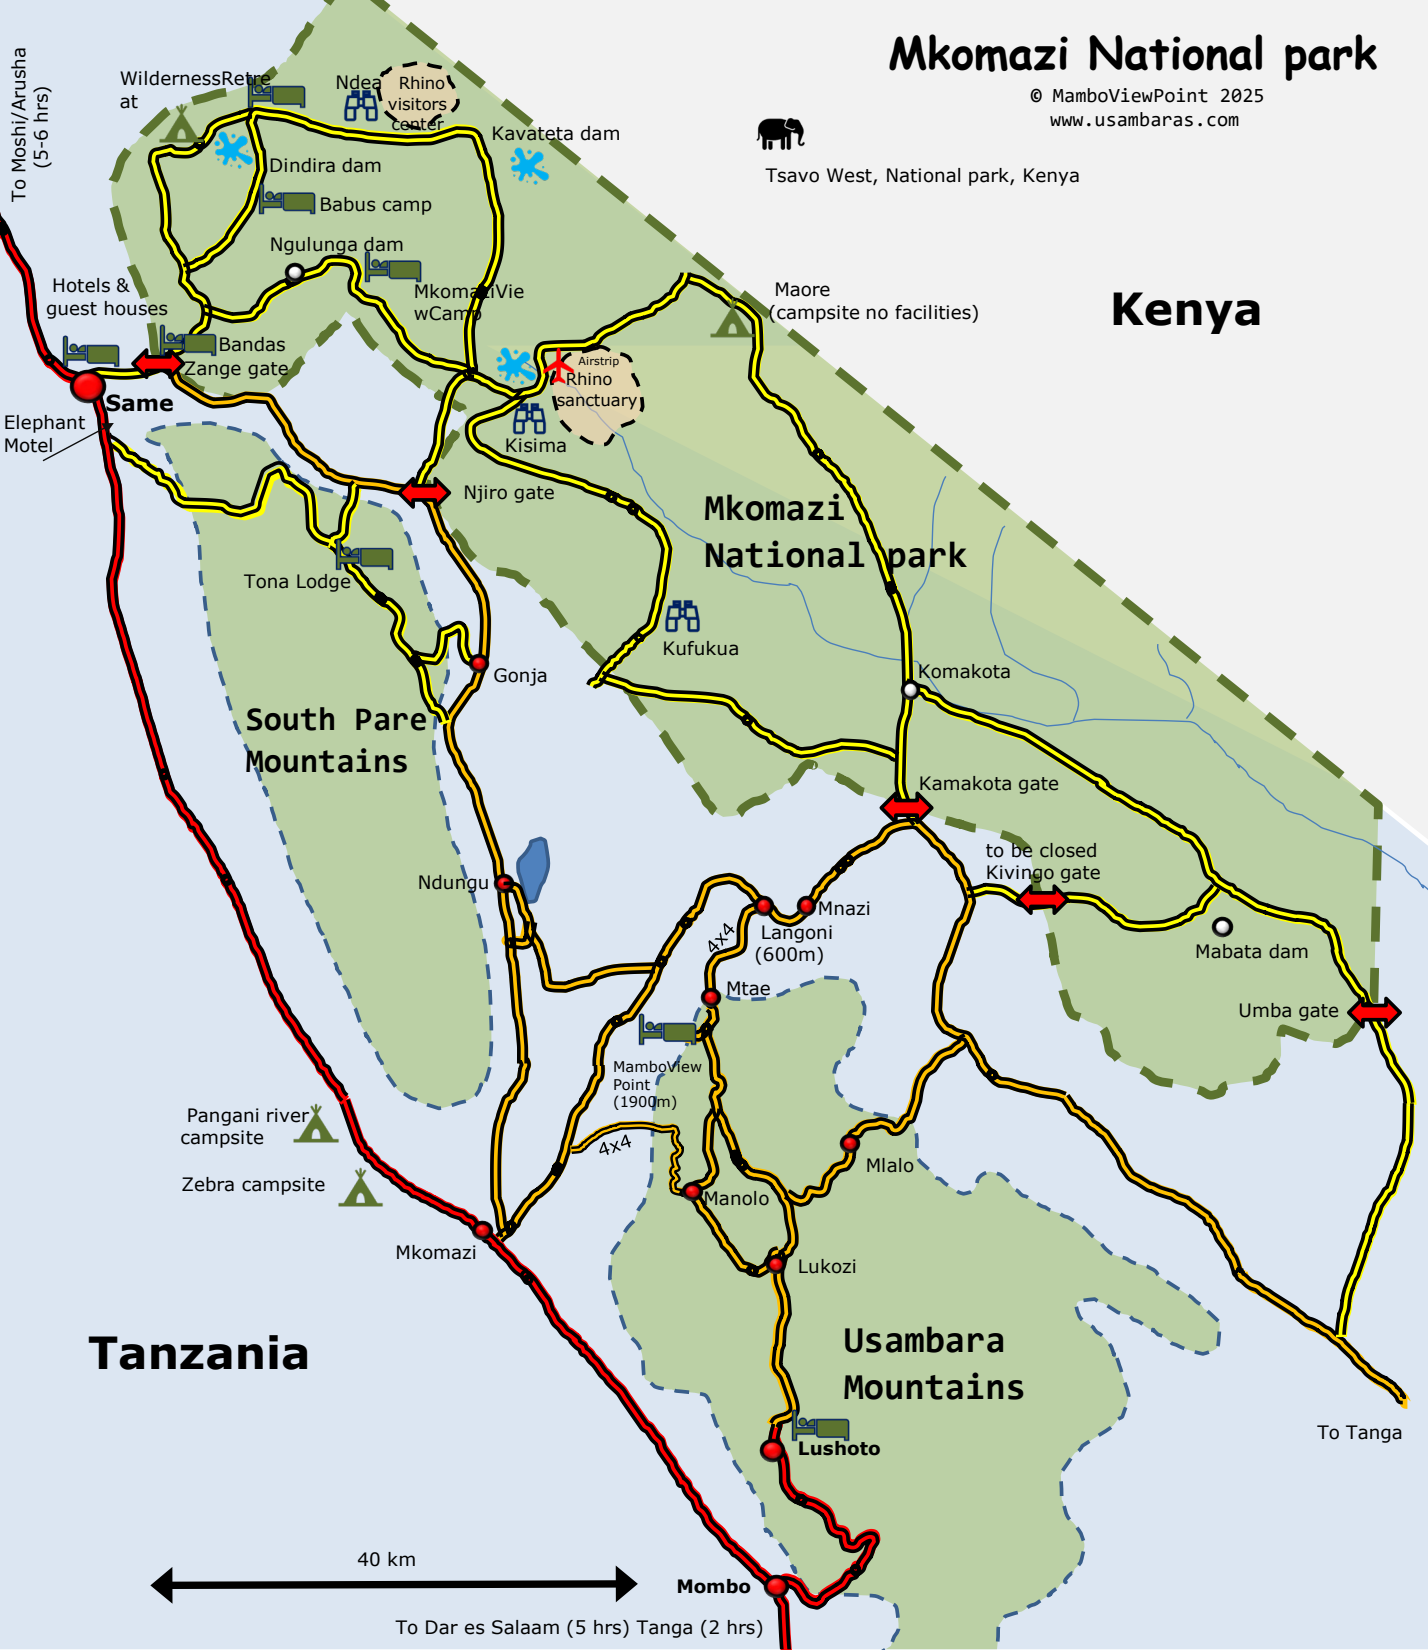 Mkomazi National park
© MamboViewPoint 2025
www.usambaras.com
Tsavo West, National park, Kenya
Kenya
To Moshi/Arusha
(5-6 hrs)
WildernessRetre
at
Ndea
Rhino
visitors
center
Kavateta dam
Dindira dam
Babus camp
Ngulunga dam
MkomaziVie
wCamp
Hotels &
guest houses
Bandas
Zange gate
Same
Elephant
Motel
Maore
(campsite no facilities)
Airstrip
Rhino
sanctuary
Kisima
Njiro gate
Mkomazi
National park
Tona Lodge
Kufukua
Gonja
Komakota
South Pare
Mountains
Kamakota gate
to be closed
Kivingo gate
Ndungu
Mnazi
Langoni
(600m)
4x4
Mabata dam
Mtae
Umba gate
MamboView
Point
(1900m)
4x4
Pangani river
campsite
Zebra campsite
Mlalo
Manolo
Mkomazi
Lukozi
Tanzania
Usambara
Mountains
To Tanga
Lushoto
40 km
Mombo
To Dar es Salaam (5 hrs) Tanga (2 hrs)